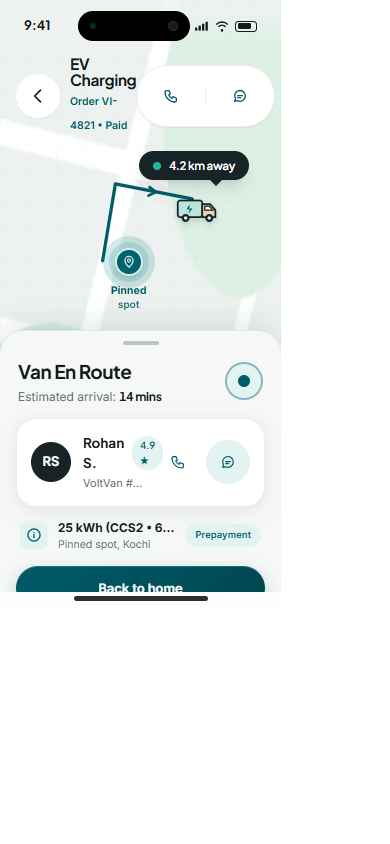 9:41
EV
Charging
Order VI-
4821 • Paid
4.2 km away
Pinned
spot
Van En Route
Estimated arrival: 14 mins
RS
Rohan
S.
4.9
★
VoltVan #...
25 kWh (CCS2 • 6...
Pinned spot, Kochi
Prepayment
Back to home